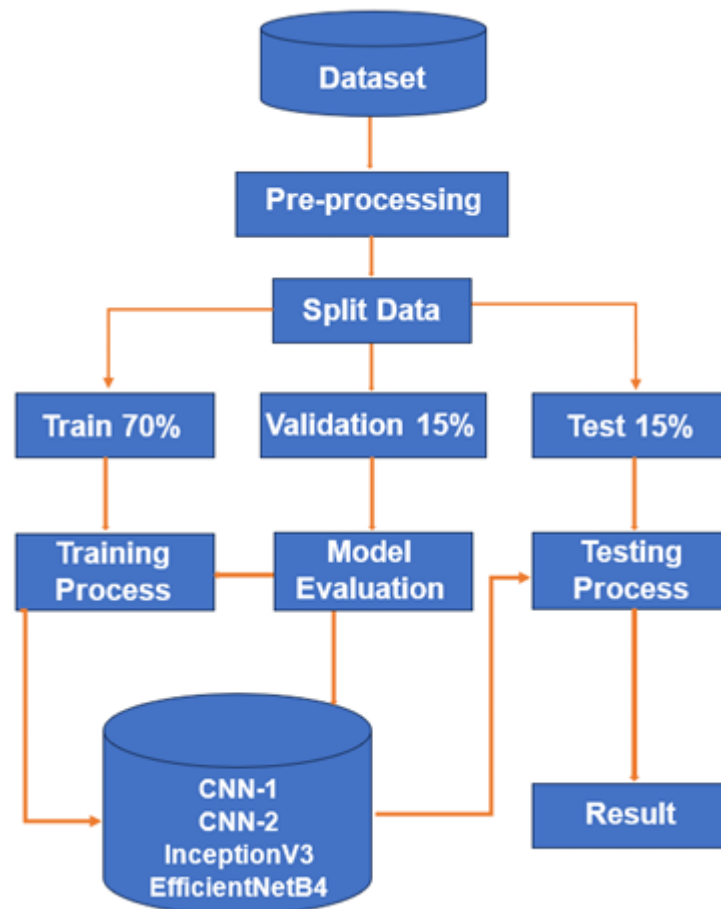 Dataset
Pre-processing
Split Data
Train 70%
Validation 15%
Test 15%
Training
Process
Model
Evaluation
Testing
Process
CNN-1
CNN-2
InceptionV3
EfficientNetB4
Result